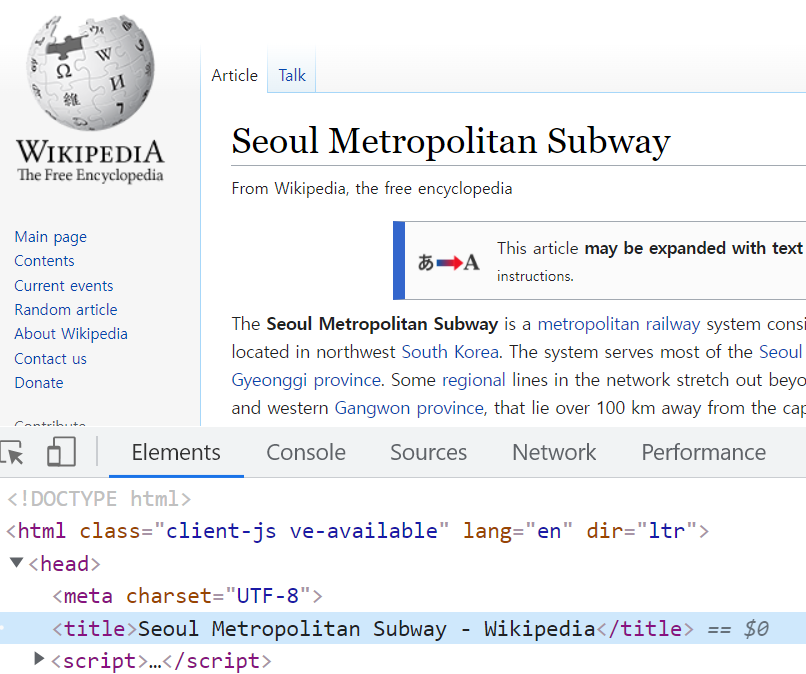 WIKIPEDIA
The Free Encyclopedia
Main page
Contents
Current events
Random article
About Wikipedia
Contact us
Donate
Contribute
Article Talk
Seoul Metropolitan Subway
From Wikipedia, the free encyclopedia
あ A This article may be expanded with text
instructions.
The Seoul Metropolitan Subway is a metropolitan railway system consi
located in northwest South Korea. The system serves most of the Seoul
Gyeonggi province. Some regional lines in the network stretch out beyo
and western Gangwon province, that lie over 100 km away from the cap
Elements Console Sources Network Performance
<!DOCTYPE html>
<html class="client-js ve-available" lang="en" dir="ltr">
▼<head>
<meta charset="UTF-8">
<title>Seoul Metropolitan Subway - Wikipedia</title> == $0
▶<script>…</script>